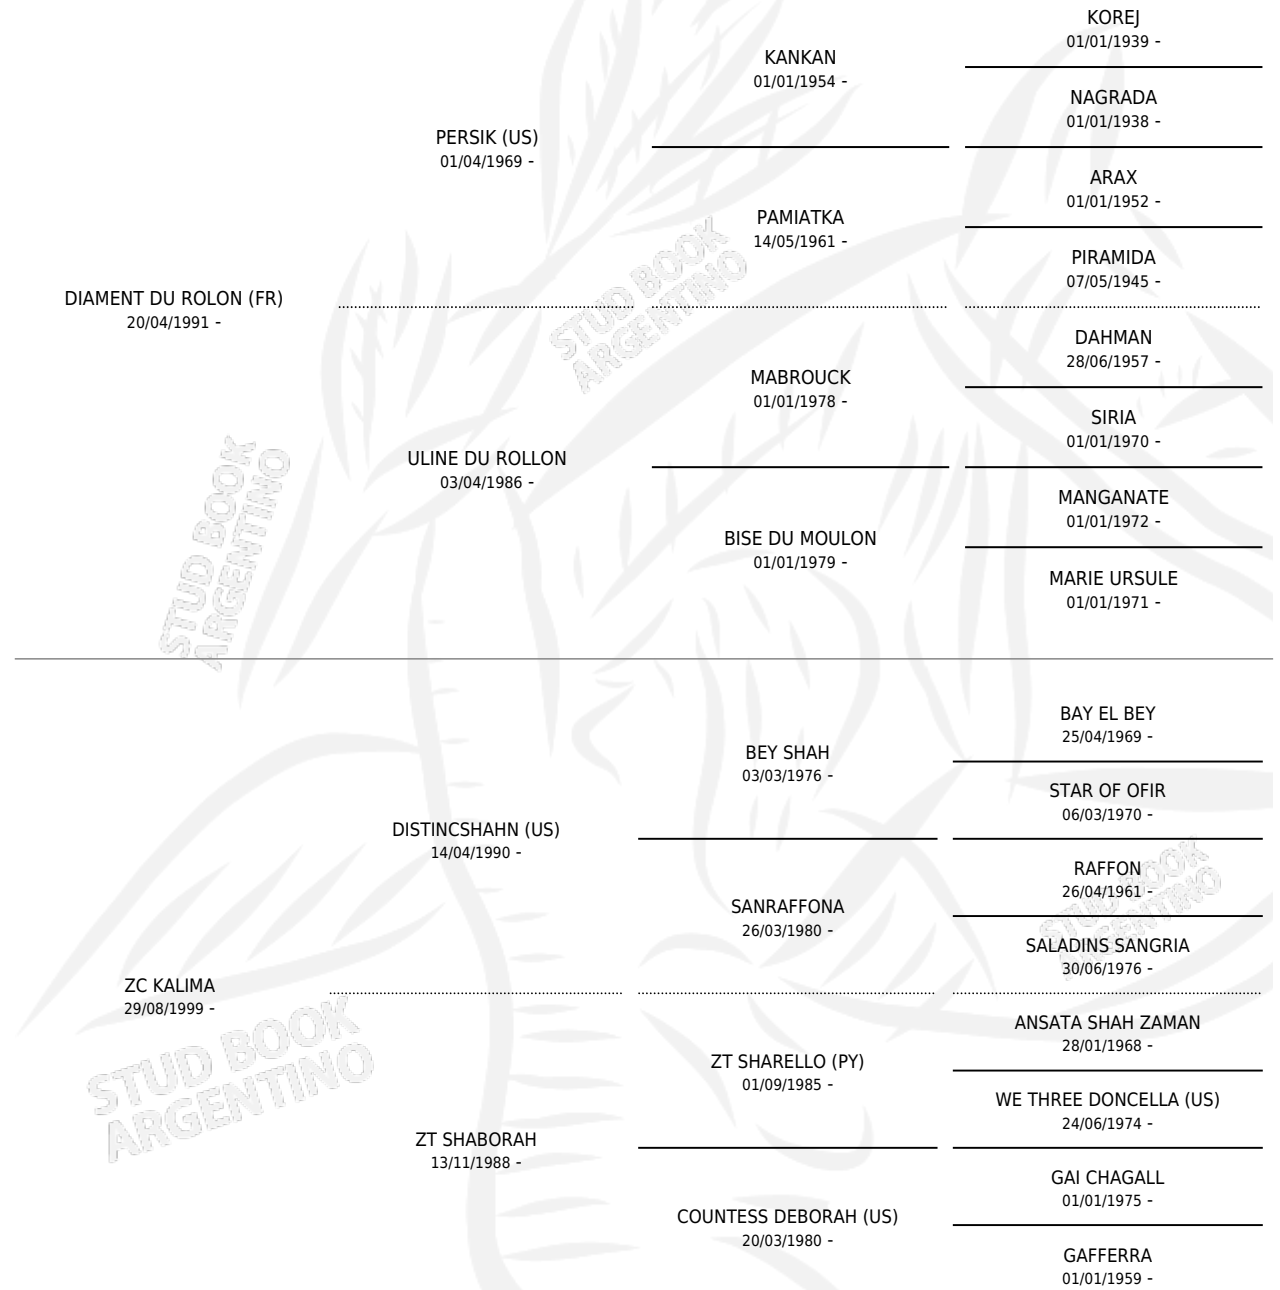 KOREJ
01/01/1939 -
KANKAN
01/01/1954 -
NAGRADA
01/01/1938 -
PERSIK (US)
01/04/1969 -
ARAX
01/01/1952 -
PAMIATKA
14/05/1961 -
PIRAMIDA
07/05/1945 -
DIAMENT DU ROLON (FR)
20/04/1991 -
DAHMAN
28/06/1957 -
MABROUCK
01/01/1978 -
SIRIA
01/01/1970 -
ULINE DU ROLLON
03/04/1986 -
MANGANATE
01/01/1972 -
BISE DU MOULON
01/01/1979 -
MARIE URSULE
01/01/1971 -
STUD BOOK
ARGENTINO
STUD BOOK
ARGENTINO
BAY EL BEY
25/04/1969 -
BEY SHAH
03/03/1976 -
STAR OF OFIR
06/03/1970 -
DISTINCSHAHN (US)
14/04/1990 -
RAFFON
26/04/1961 -
SANRAFFONA
26/03/1980 -
SALADINS SANGRIA
30/06/1976 -
ZC KALIMA
29/08/1999 -
ANSATA SHAH ZAMAN
28/01/1968 -
ZT SHARELLO (PY)
01/09/1985 -
WE THREE DONCELLA (US)
24/06/1974 -
ZT SHABORAH
13/11/1988 -
GAI CHAGALL
01/01/1975 -
COUNTESS DEBORAH (US)
20/03/1980 -
GAFFERRA
01/01/1959 -
STUD BOOK
ARGENTINO
STUD BOOK
ARGENTINO